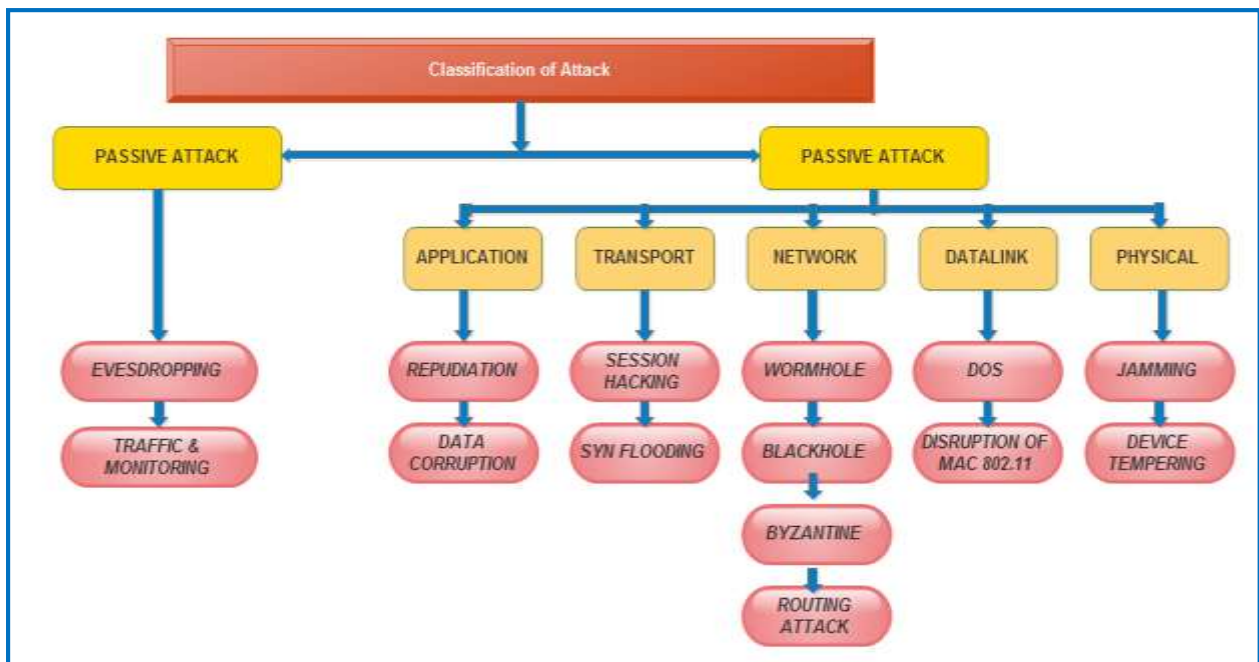 Classification of Attack
PASSIVE ATTACK
PASSIVE ATTACK
APPLICATION
TRANSPORT
NETWORK
DATALINK
PHYSICAL
EVESDROPPING
REPUDIATION
SESSION
HACKING
WORMHOLE
DOS
JAMMING
TRAFFIC &
MONITORING
DATA
CORRUPTION
SYN FLOODING
BLACKHOLE
DISRUPTION OF
MAC 802.11
DEVICE
TEMPERING
BYZANTINE
ROUTING
ATTACK